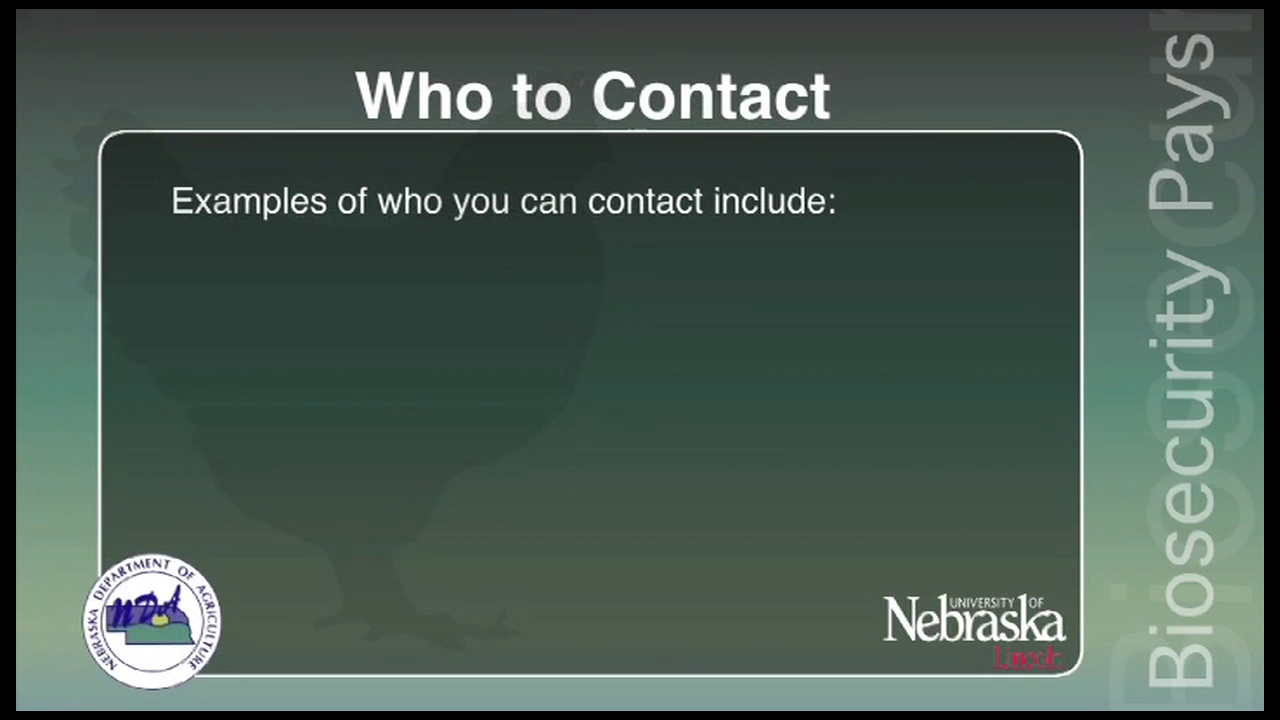 Who to Contact
Examples of who you can contact include:
NEBRASKA DEPARTMENT OF AGRICULTURE
NDoA
UNIVERSITY OF
Nebraska
Lincoln
Biosecurity Pays